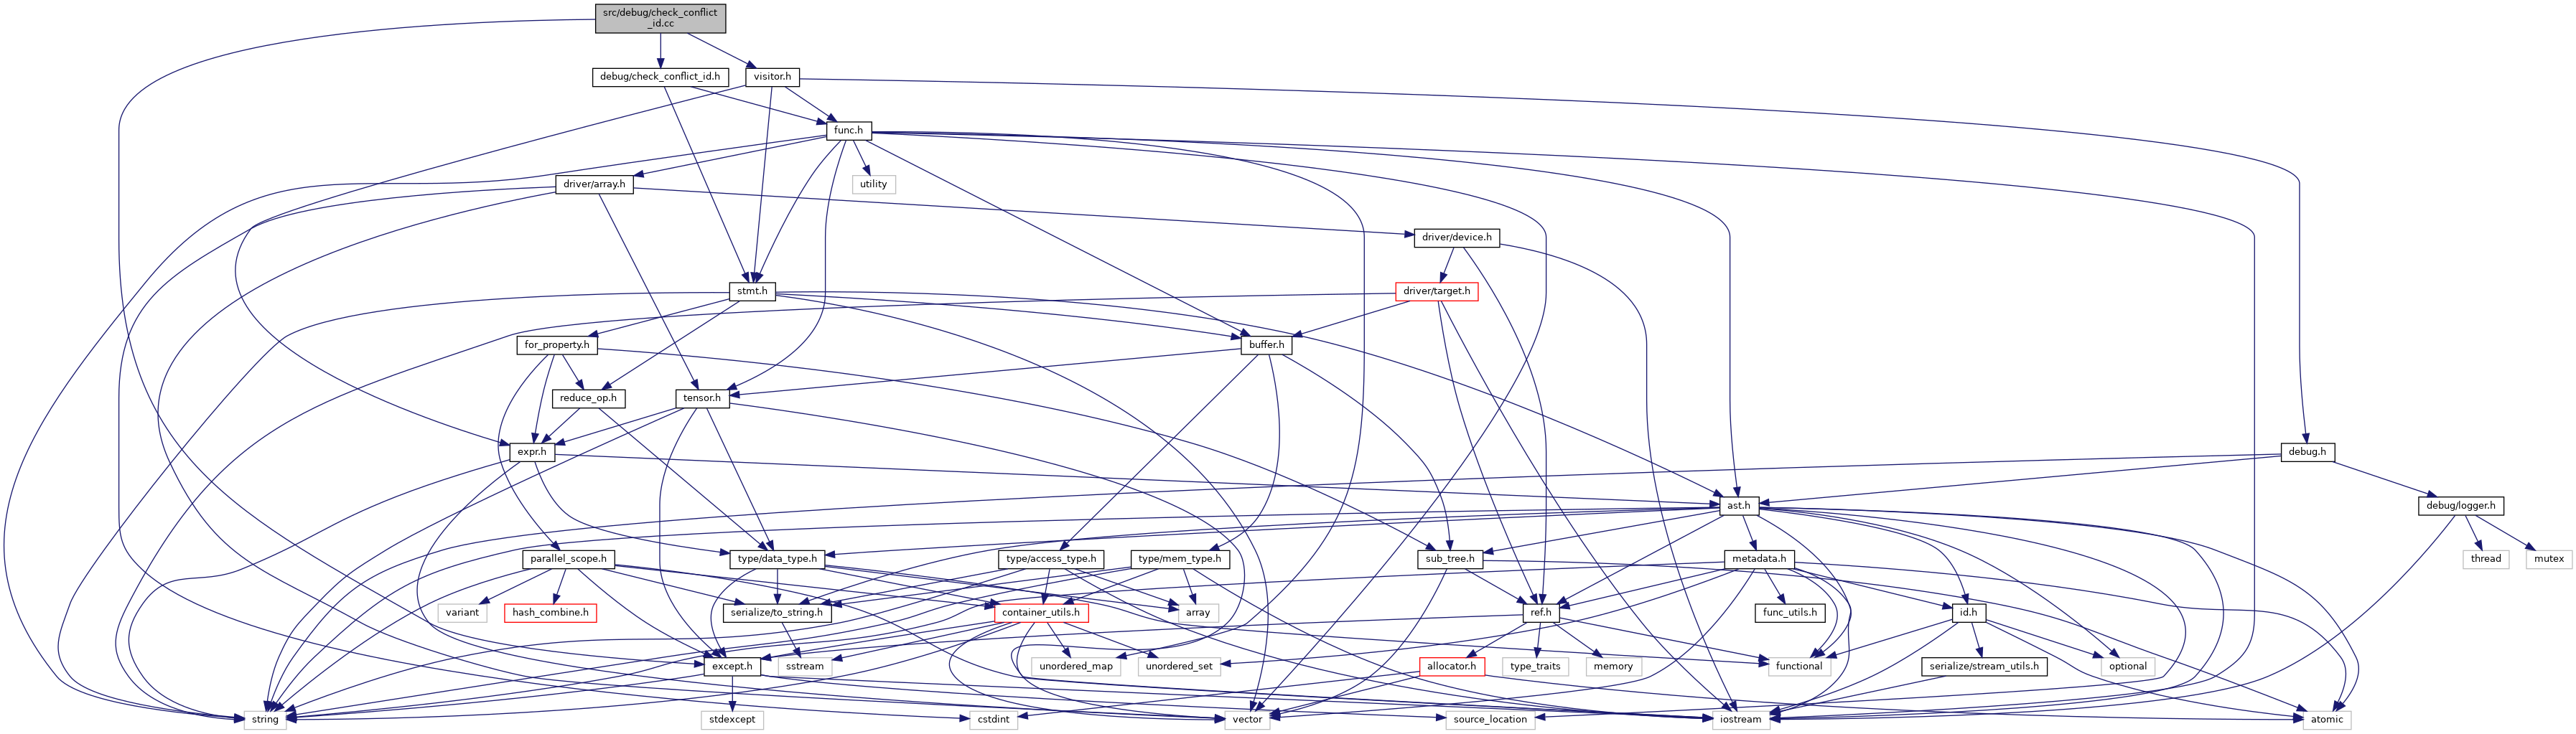 src/debug/check_conflict
_id.cc
debug/check_conflict_id.h
visitor.h
func.h
driver/array.h
utility
driver/device.h
stmt.h
driver/target.h
for_property.h
buffer.h
reduce_op.h
tensor.h
expr.h
debug.h
ast.h
debug/logger.h
parallel_scope.h
type/data_type.h
type/access_type.h
type/mem_type.h
sub_tree.h
metadata.h
thread
mutex
variant
hash_combine.h
serialize/to_string.h
container_utils.h
array
ref.h
func_utils.h
id.h
except.h
sstream
unordered_map
unordered_set
allocator.h
type_traits
memory
functional
serialize/stream_utils.h
optional
string
stdexcept
source_location
cstdint
vector
iostream
atomic